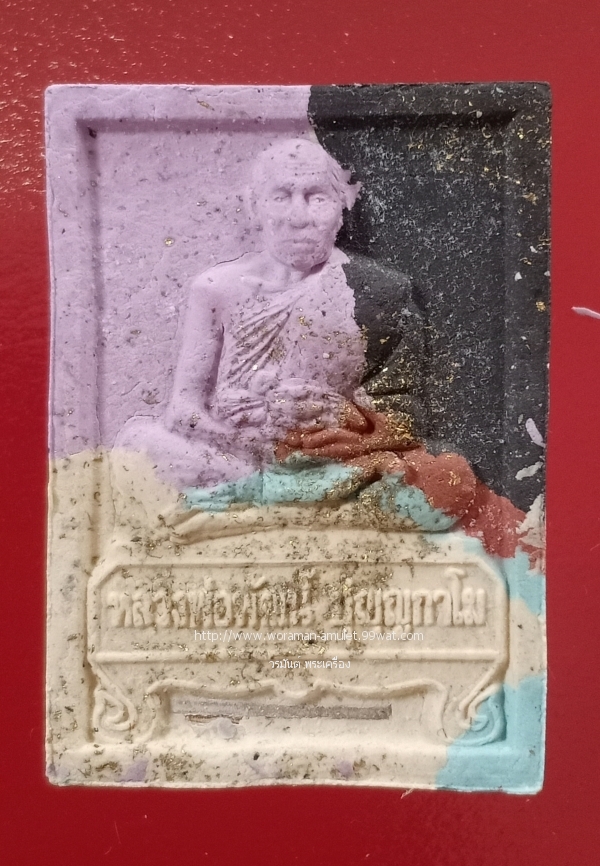 หลวงพ่อพัฒน์ ปุญญกาโม
http://www.woraman-amulet.99wat.com
วรมันต์ พระเครื่อง